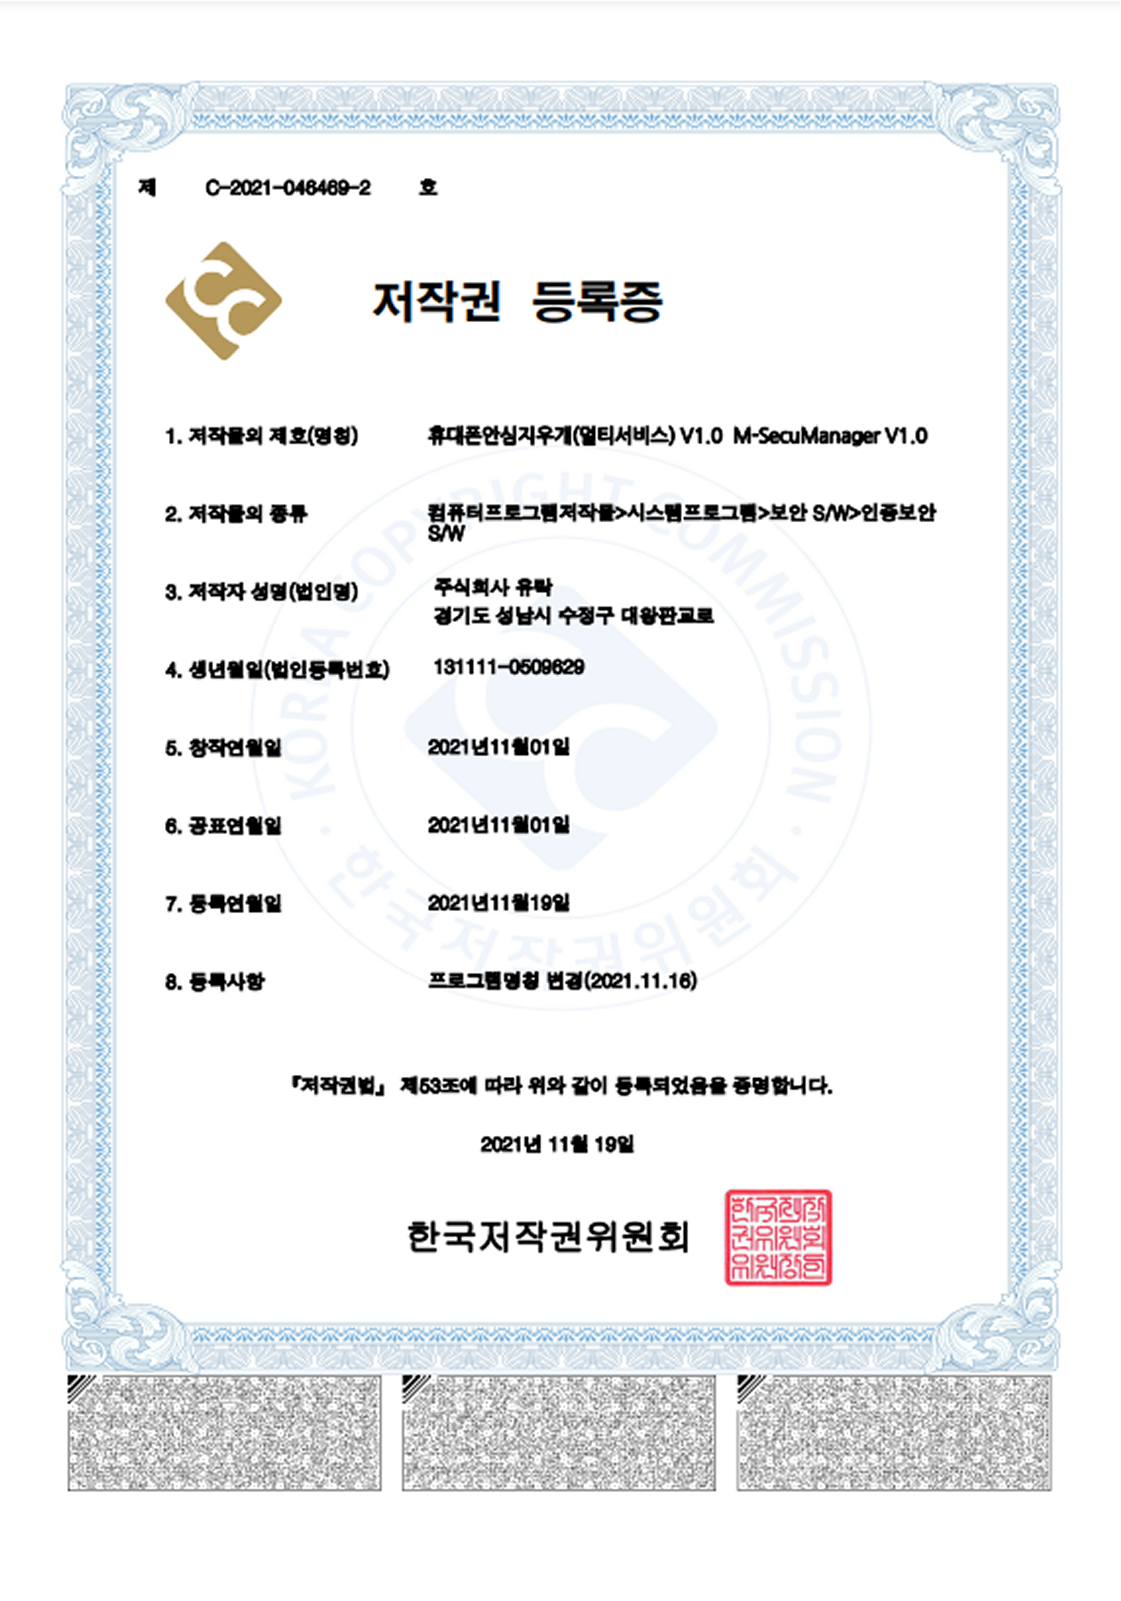 제 C-2021-046469-2 호
저작권 등록증
1. 저작물의 제호(명칭) 휴대폰안심지우개(멀티서비스) V1.0 M-SecuManager V1.0
2. 저작물의 종류 컴퓨터프로그램저작물>시스템프로그램>보안 S/W>인증보안
S/W
3. 저작자 성명(법인명) 주식회사 유락
경기도 성남시 수정구 대왕판교로
4. 생년월일(법인등록번호) 131111-0509629
5. 창작연월일 2021년11월01일
6. 공표연월일 2021년11월01일
7. 등록연월일 2021년11월19일
8. 등록사항 프로그램명칭 변경(2021.11.16)
『저작권법』 제53조에 따라 위와 같이 등록되었음을 증명합니다.
2021년 11월 19일
한국저작권위원회
KOREA COPYRIGHT COMMISSION
한국저작권위원회